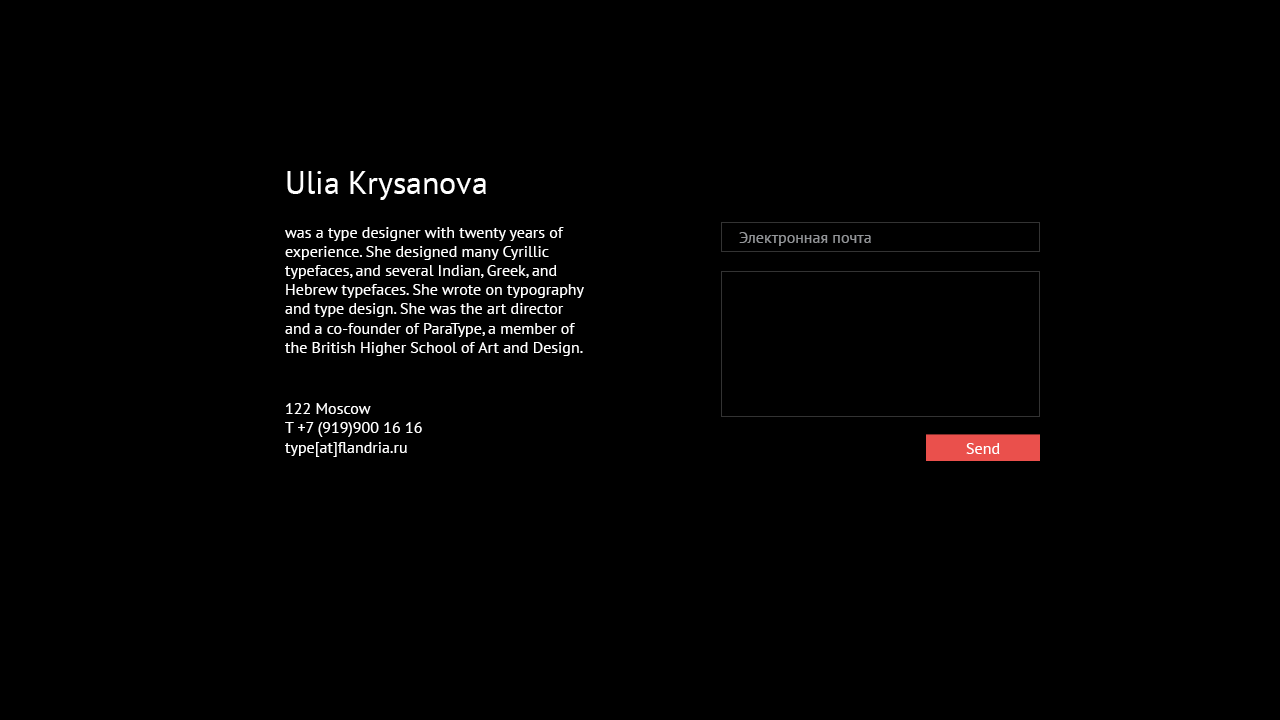 Ulia Krysanova
was a type designer with twenty years of
experience. She designed many Cyrillic
typefaces, and several Indian, Greek, and
Hebrew typefaces. She wrote on typography
and type design. She was the art director
and a co-founder of ParaType, a member of
the British Higher School of Art and Design.
122 Moscow
T +7 (919)900 16 16
type[at]flandria.ru
Электронная почта
Send